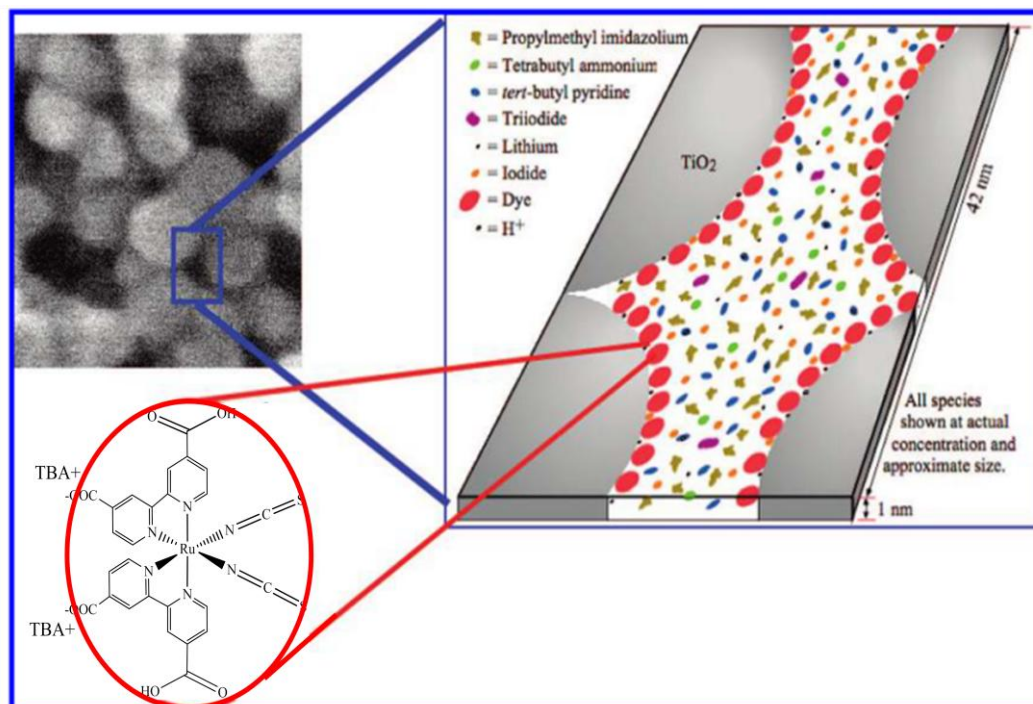 = Propylmethyl imidazolium
= Tetrabutyl ammonium
= tert-butyl pyridine
= Triiodide
= Lithium
= Iodide
= Dye
= H+
TiO2
42 nm
All species
shown at actual
concentration and
approximate size.
1 nm
O
OH
TBA+
-OOC
N
N
N
C
S
Ru
N
N
N
C
S
-OOC
TBA+
HO
O